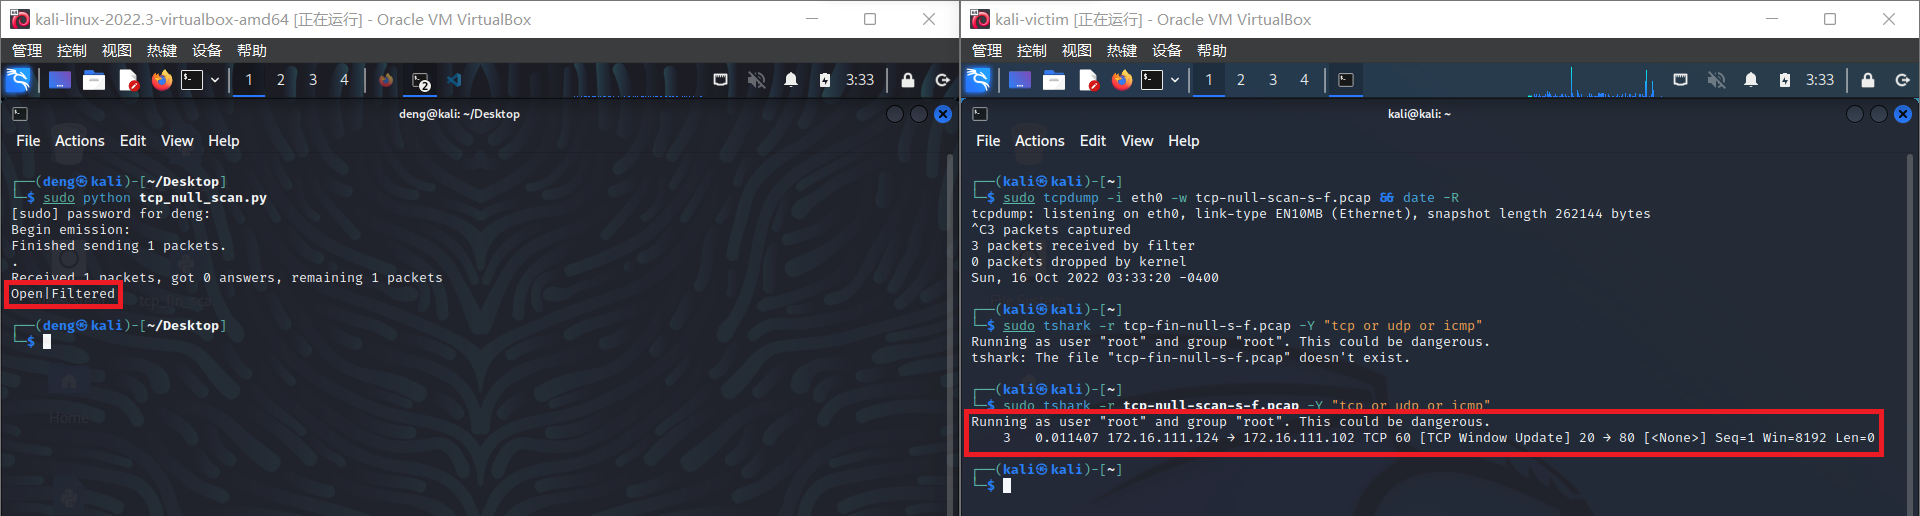 kali-linux-2022.3-virtualbox-amd64 [正在运行] - Oracle VM VirtualBox
管理 控制 视图 热键 设备 帮助
1 2 3 4 2 3:33
deng@kali: ~/Desktop
File Actions Edit View Help
┌──(deng㉿kali)-[~/Desktop]
└─$ sudo python tcp_null_scan.py
[sudo] password for deng:
Begin emission:
Finished sending 1 packets.
.
Received 1 packets, got 0 answers, remaining 1 packets
Open|Filtered
┌──(deng㉿kali)-[~/Desktop]
└─$
Home
kali-victim [正在运行] - Oracle VM VirtualBox
管理 控制 视图 热键 设备 帮助
1 2 3 4 3:33
kali@kali: ~
File Actions Edit View Help
┌──(kali㉿kali)-[~]
└─$ sudo tcpdump -i eth0 -w tcp-null-scan-s-f.pcap && date -R
tcpdump: listening on eth0, link-type EN10MB (Ethernet), snapshot length 262144 bytes
^C3 packets captured
3 packets received by filter
0 packets dropped by kernel
Sun, 16 Oct 2022 03:33:20 -0400
┌──(kali㉿kali)-[~]
└─$ sudo tshark -r tcp-fin-null-s-f.pcap -Y "tcp or udp or icmp"
Running as user "root" and group "root". This could be dangerous.
tshark: The file "tcp-fin-null-s-f.pcap" doesn't exist.
┌──(kali㉿kali)-[~]
└─$ sudo tshark -r tcp-null-scan-s-f.pcap -Y "tcp or udp or icmp"
Running as user "root" and group "root". This could be dangerous.
3 0.011407 172.16.111.124 → 172.16.111.102 TCP 60 [TCP Window Update] 20 → 80 [<None>] Seq=1 Win=8192 Len=0
┌──(kali㉿kali)-[~]
└─$